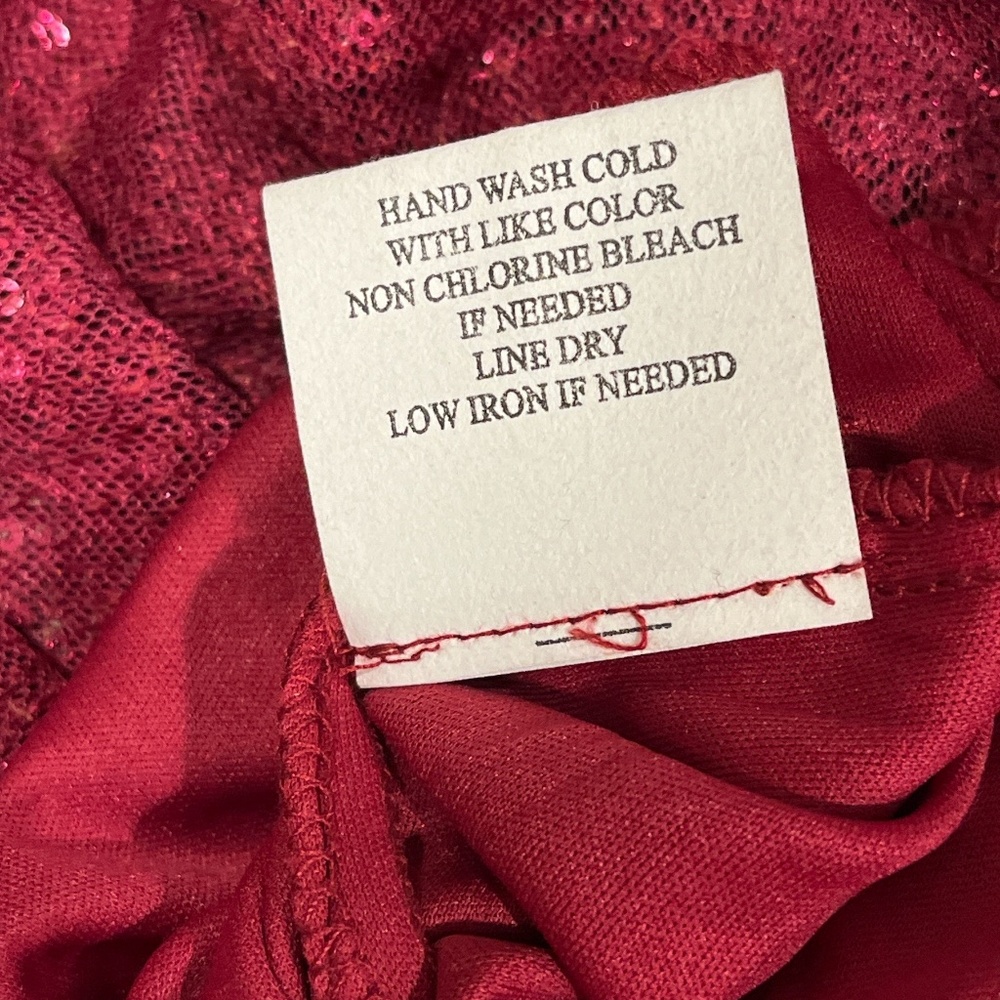 HAND WASH COLD
WITH LIKE COLOR
NON CHLORINE BLEACH
IF NEEDED
LINE DRY
LOW IRON IF NEEDED